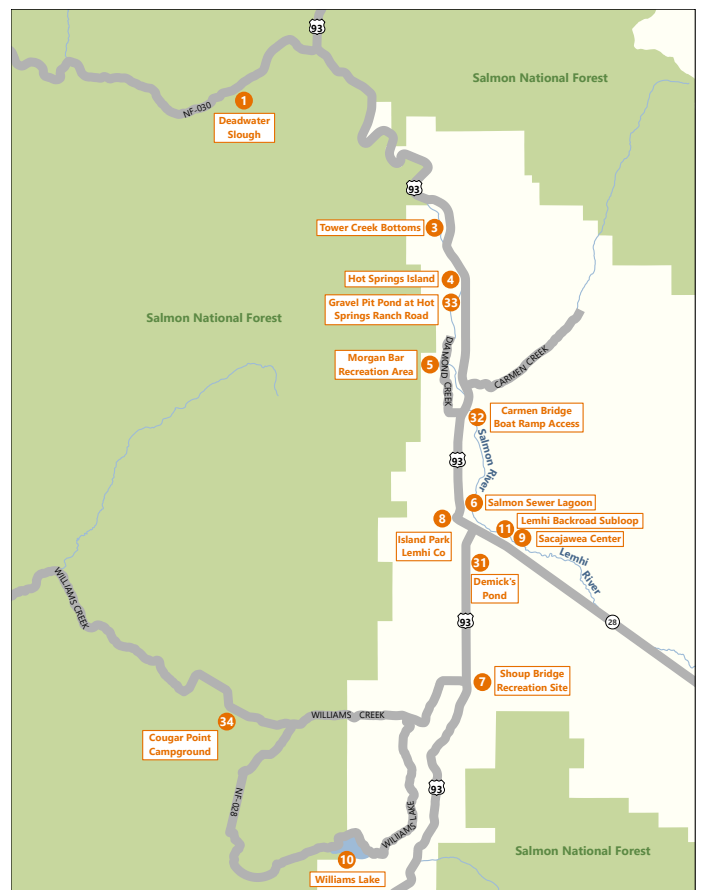 93
Salmon National Forest
NF-030
1
Deadwater
Slough
93
Tower Creek Bottoms
3
Hot Springs Island
4
Gravel Pit Pond at Hot
Springs Ranch Road
33
Salmon National Forest
DIAMOND CREEK
CARMEN CREEK
Morgan Bar
Recreation Area
5
32
Carmen Bridge
Boat Ramp Access
Salmon River
93
6
Salmon Sewer Lagoon
8
Island Park
Lemhi Co
11
Lemhi Backroad Subloop
9
Sacajawea Center
Lemhi
River
31
Demick's
Pond
WILLIAMS CREEK
93
28
7
Shoup Bridge
Recreation Site
34
Cougar Point
Campground
WILLIAMS CREEK
NF-028
93
WILLIAMS LAKE
10
Williams Lake
Salmon National Forest